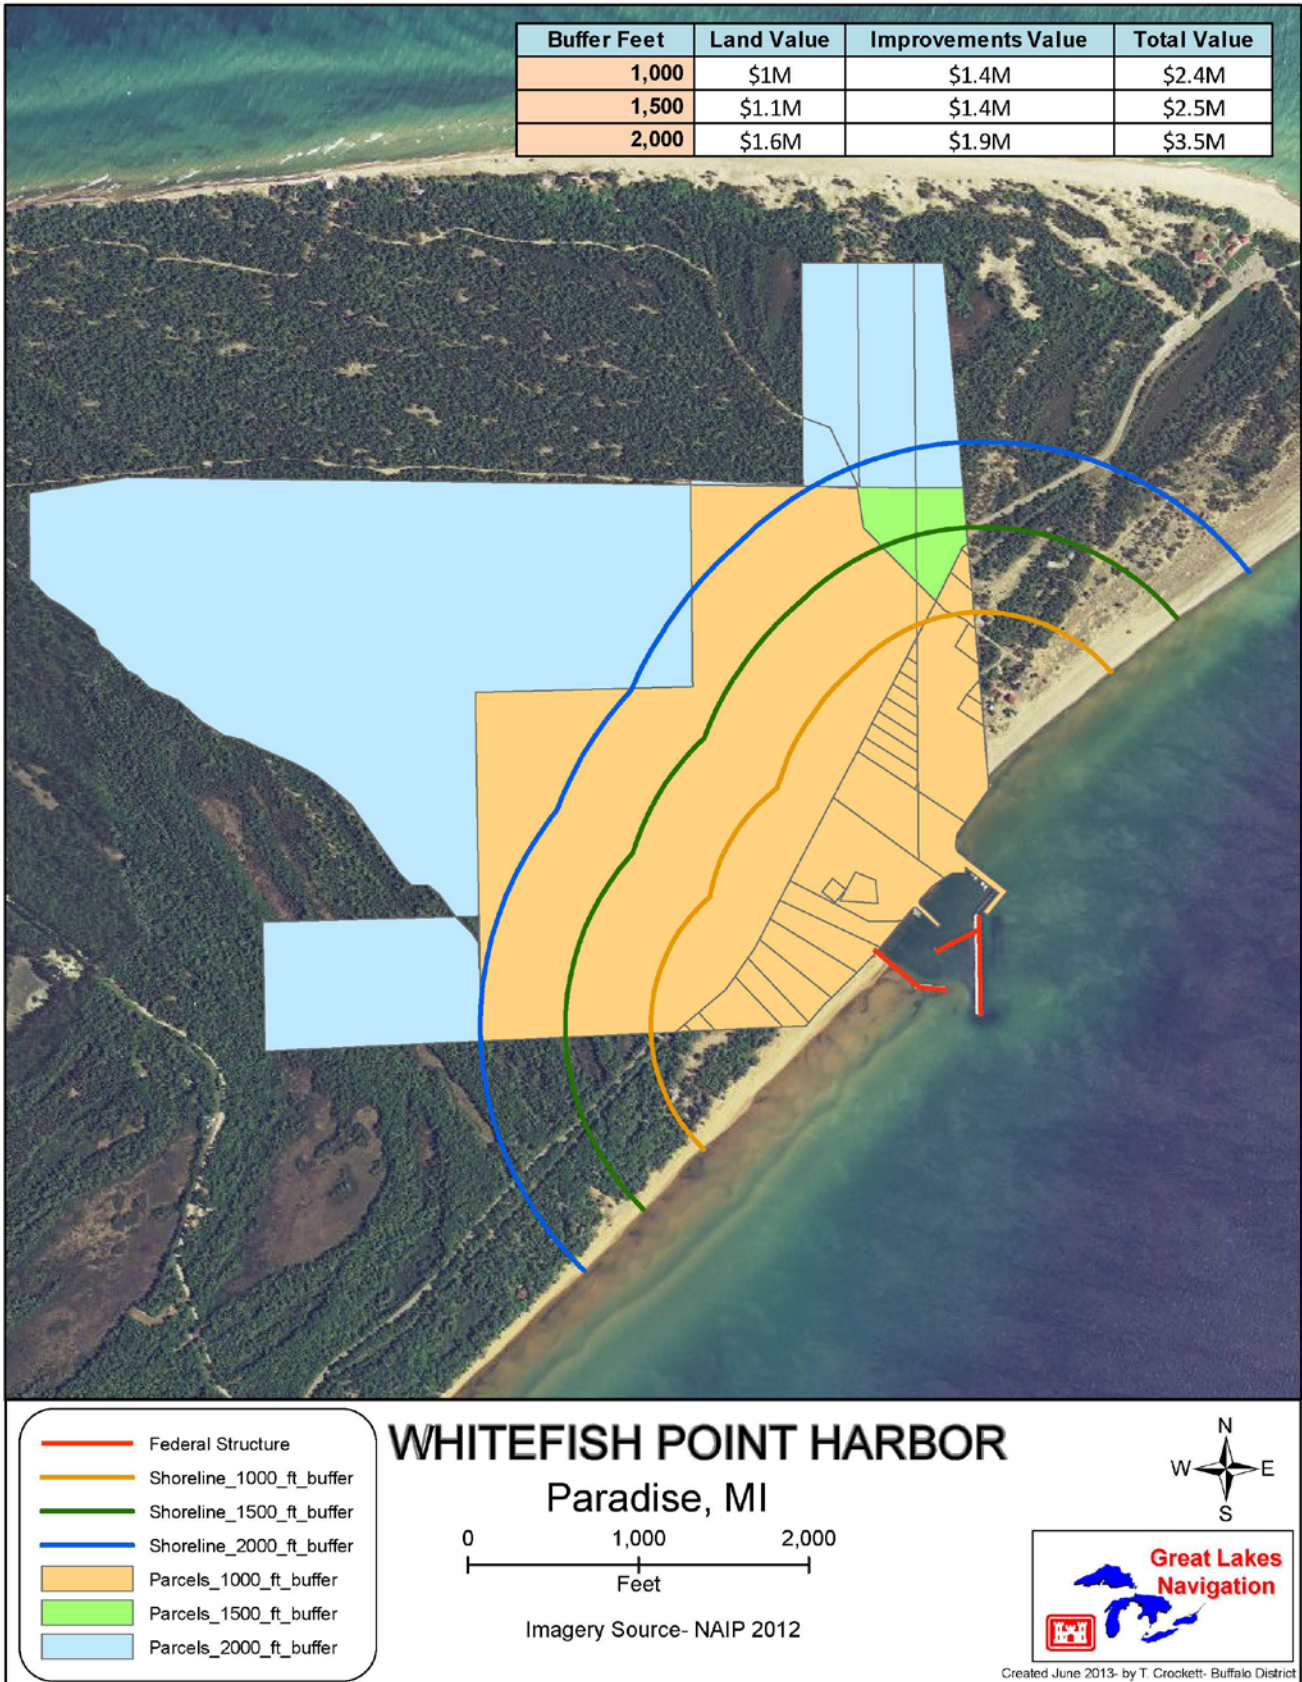 Buffer Feet Land Value Improvements Value Total Value
1,000 $1M $1.4M $2.4M
1,500 $1.1M $1.4M $2.5M
2,000 $1.6M $1.9M $3.5M
Federal Structure
Shoreline_1000_ft_buffer
Shoreline_1500_ft_buffer
Shoreline_2000_ft_buffer
Parcels_1000_ft_buffer
Parcels_1500_ft_buffer
Parcels_2000_ft_buffer
WHITEFISH POINT HARBOR
Paradise, MI
0 1,000 2,000
Feet
Imagery Source- NAIP 2012
N
W E
S
Great Lakes
Navigation
Created June 2013- by T. Crockett- Buffalo District